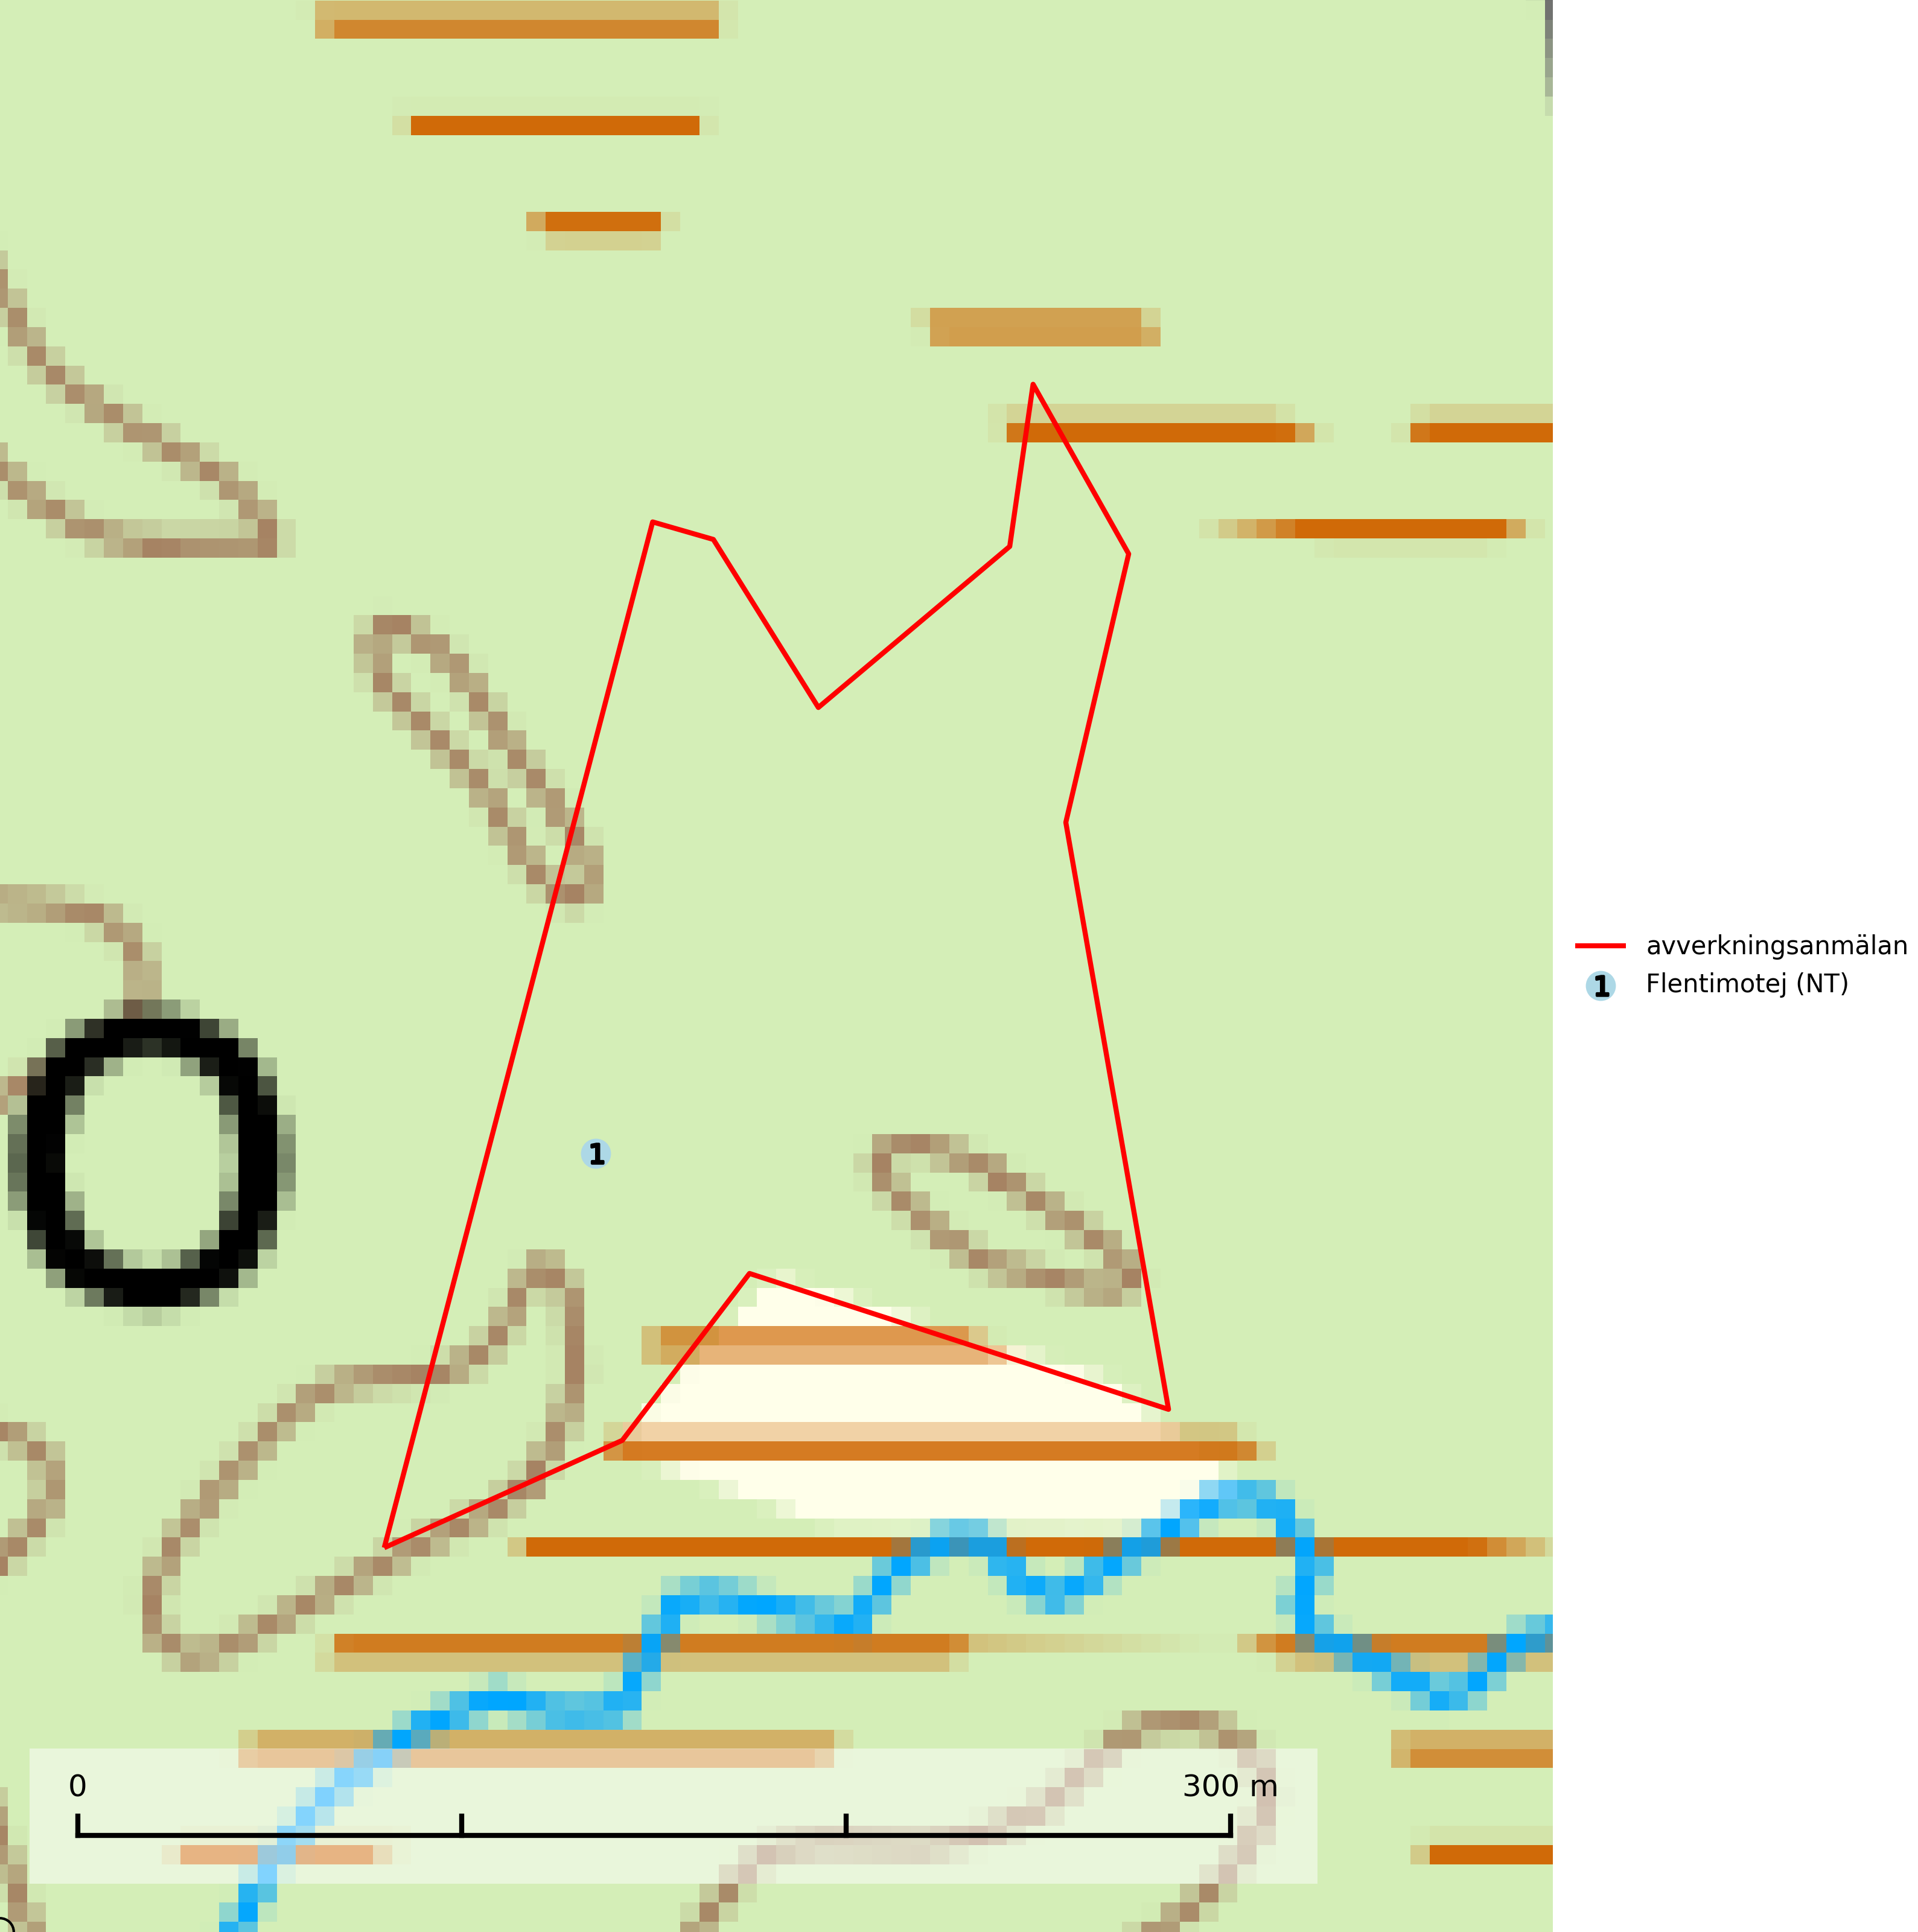 1
avverkningsanmälan
1 Flentimotej (NT)
0 300 m